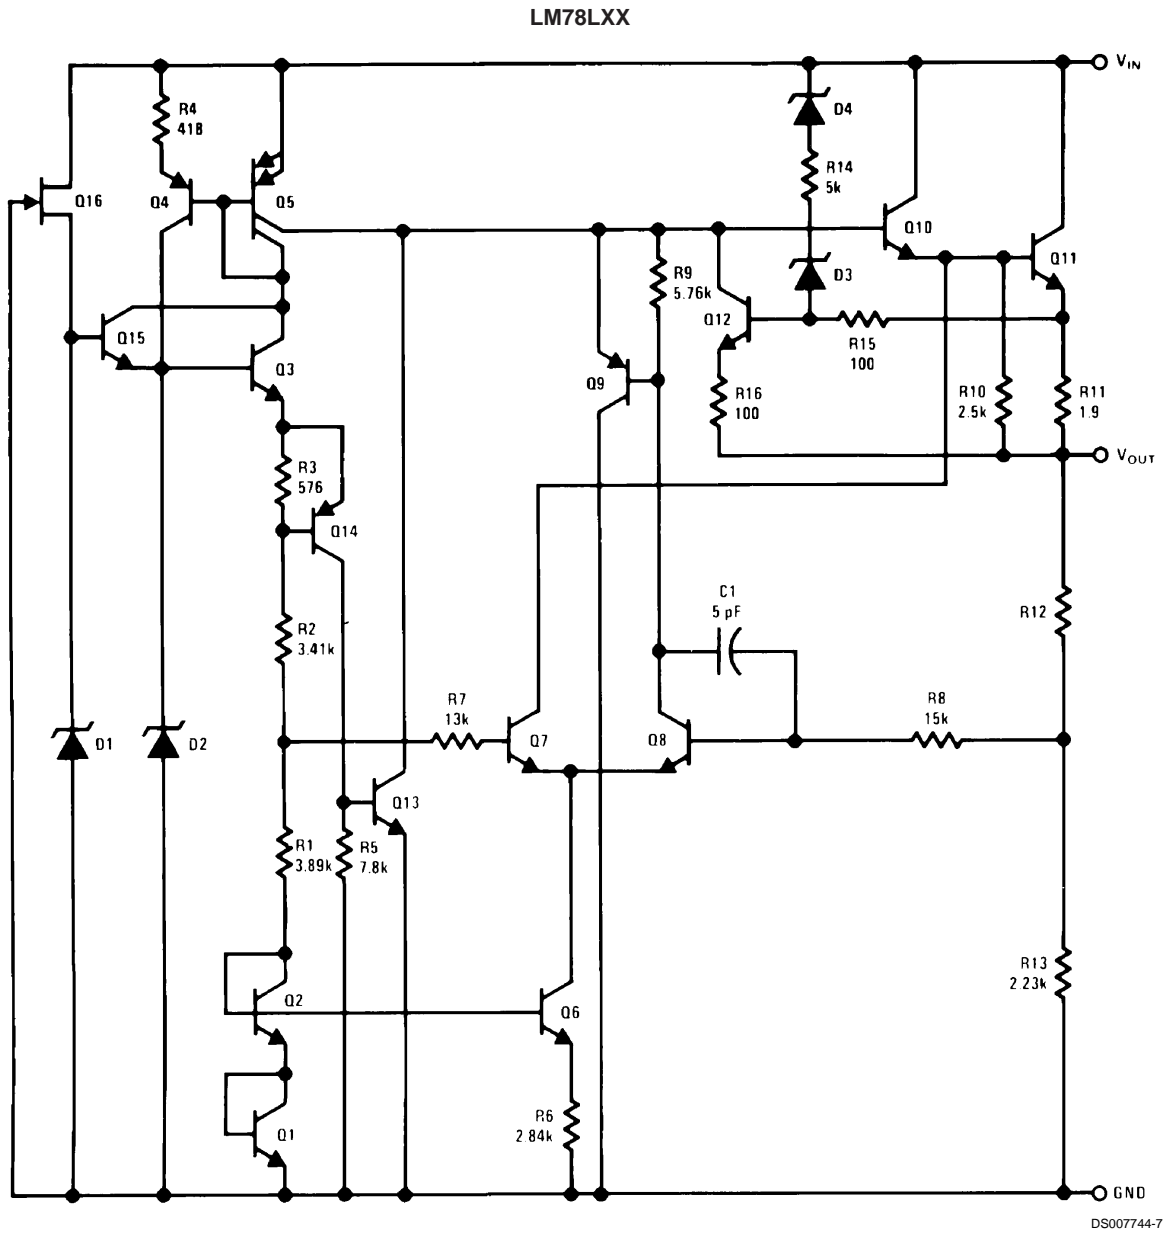 LM78LXX
VIN
R4
418
D4
R14
5k
Q16
Q4
Q5
Q10
Q11
R9
5.76k
D3
Q12
Q15
R15
100
Q3
Q9
R16
100
R10
2.5k
R11
1.9
VOUT
R3
576
Q14
C1
5 pF
R12
R2
3.41k
R7
13k
R8
15k
D1
D2
Q7
Q8
Q13
R1
3.89k
R5
7.8k
R13
2.23k
Q2
Q6
R6
2.84k
Q1
GND
DS007744-7